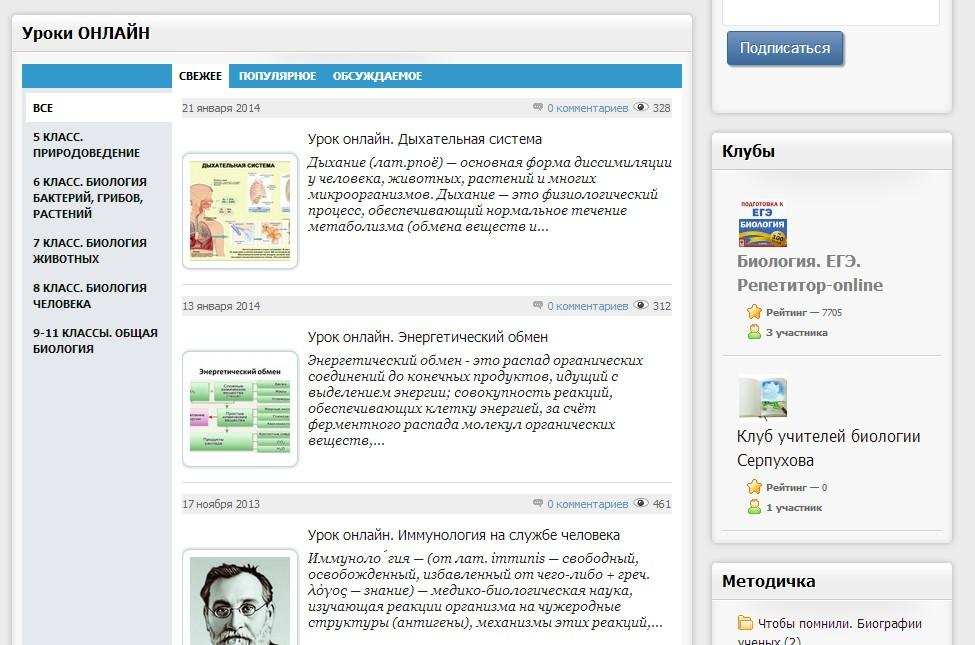 Уроки ОНЛАЙН
СВЕЖЕЕ ПОПУЛЯРНОЕ ОБСУЖДАЕМОЕ
ВСЕ
5 КЛАСС.
ПРИРОДОВЕДЕНИЕ
6 КЛАСС. БИОЛОГИЯ
БАКТЕРИЙ, ГРИБОВ,
РАСТЕНИЙ
7 КЛАСС. БИОЛОГИЯ
ЖИВОТНЫХ
8 КЛАСС. БИОЛОГИЯ
ЧЕЛОВЕКА
9-11 КЛАССЫ. ОБЩАЯ
БИОЛОГИЯ
21 января 2014 0 комментариев 328
Урок онлайн. Дыхательная система
ДЫХАТЕЛЬНАЯ СИСТЕМА
Дыхание (лат.pnoё) — основная форма диссимиляции
у человека, животных, растений и многих
микроорганизмов. Дыхание — это физиологический
процесс, обеспечивающий нормальное течение
метаболизма (обмена веществ и...
13 января 2014 0 комментариев 312
Урок онлайн. Энергетический обмен
Энергетический обмен
Энергетический обмен - это распад органических
соединений до конечных продуктов, идущий с
выделением энергии; совокупность реакций,
обеспечивающих клетку энергией, за счёт
ферментного распада молекул органических
веществ,...
17 ноября 2013 0 комментариев 461
Урок онлайн. Иммунология на службе человека
Иммуноло́гия — (от лат. immunis — свободный,
освобожденный, избавленный от чего-либо + греч.
λόγος — знание) — медико-биологическая наука,
изучающая реакции организма на чужеродные
структуры (антигены), механизмы этих реакций,...
Подписаться
Клубы
ПОДГОТОВКА К
ЕГЭ
БИОЛОГИЯ
100
Биология. ЕГЭ.
Репетитор-online
Рейтинг — 7705
3 участника
Клуб учителей биологии
Серпухова
Рейтинг — 0
1 участник
Методичка
Чтобы помнили. Биографии
ученых (2)